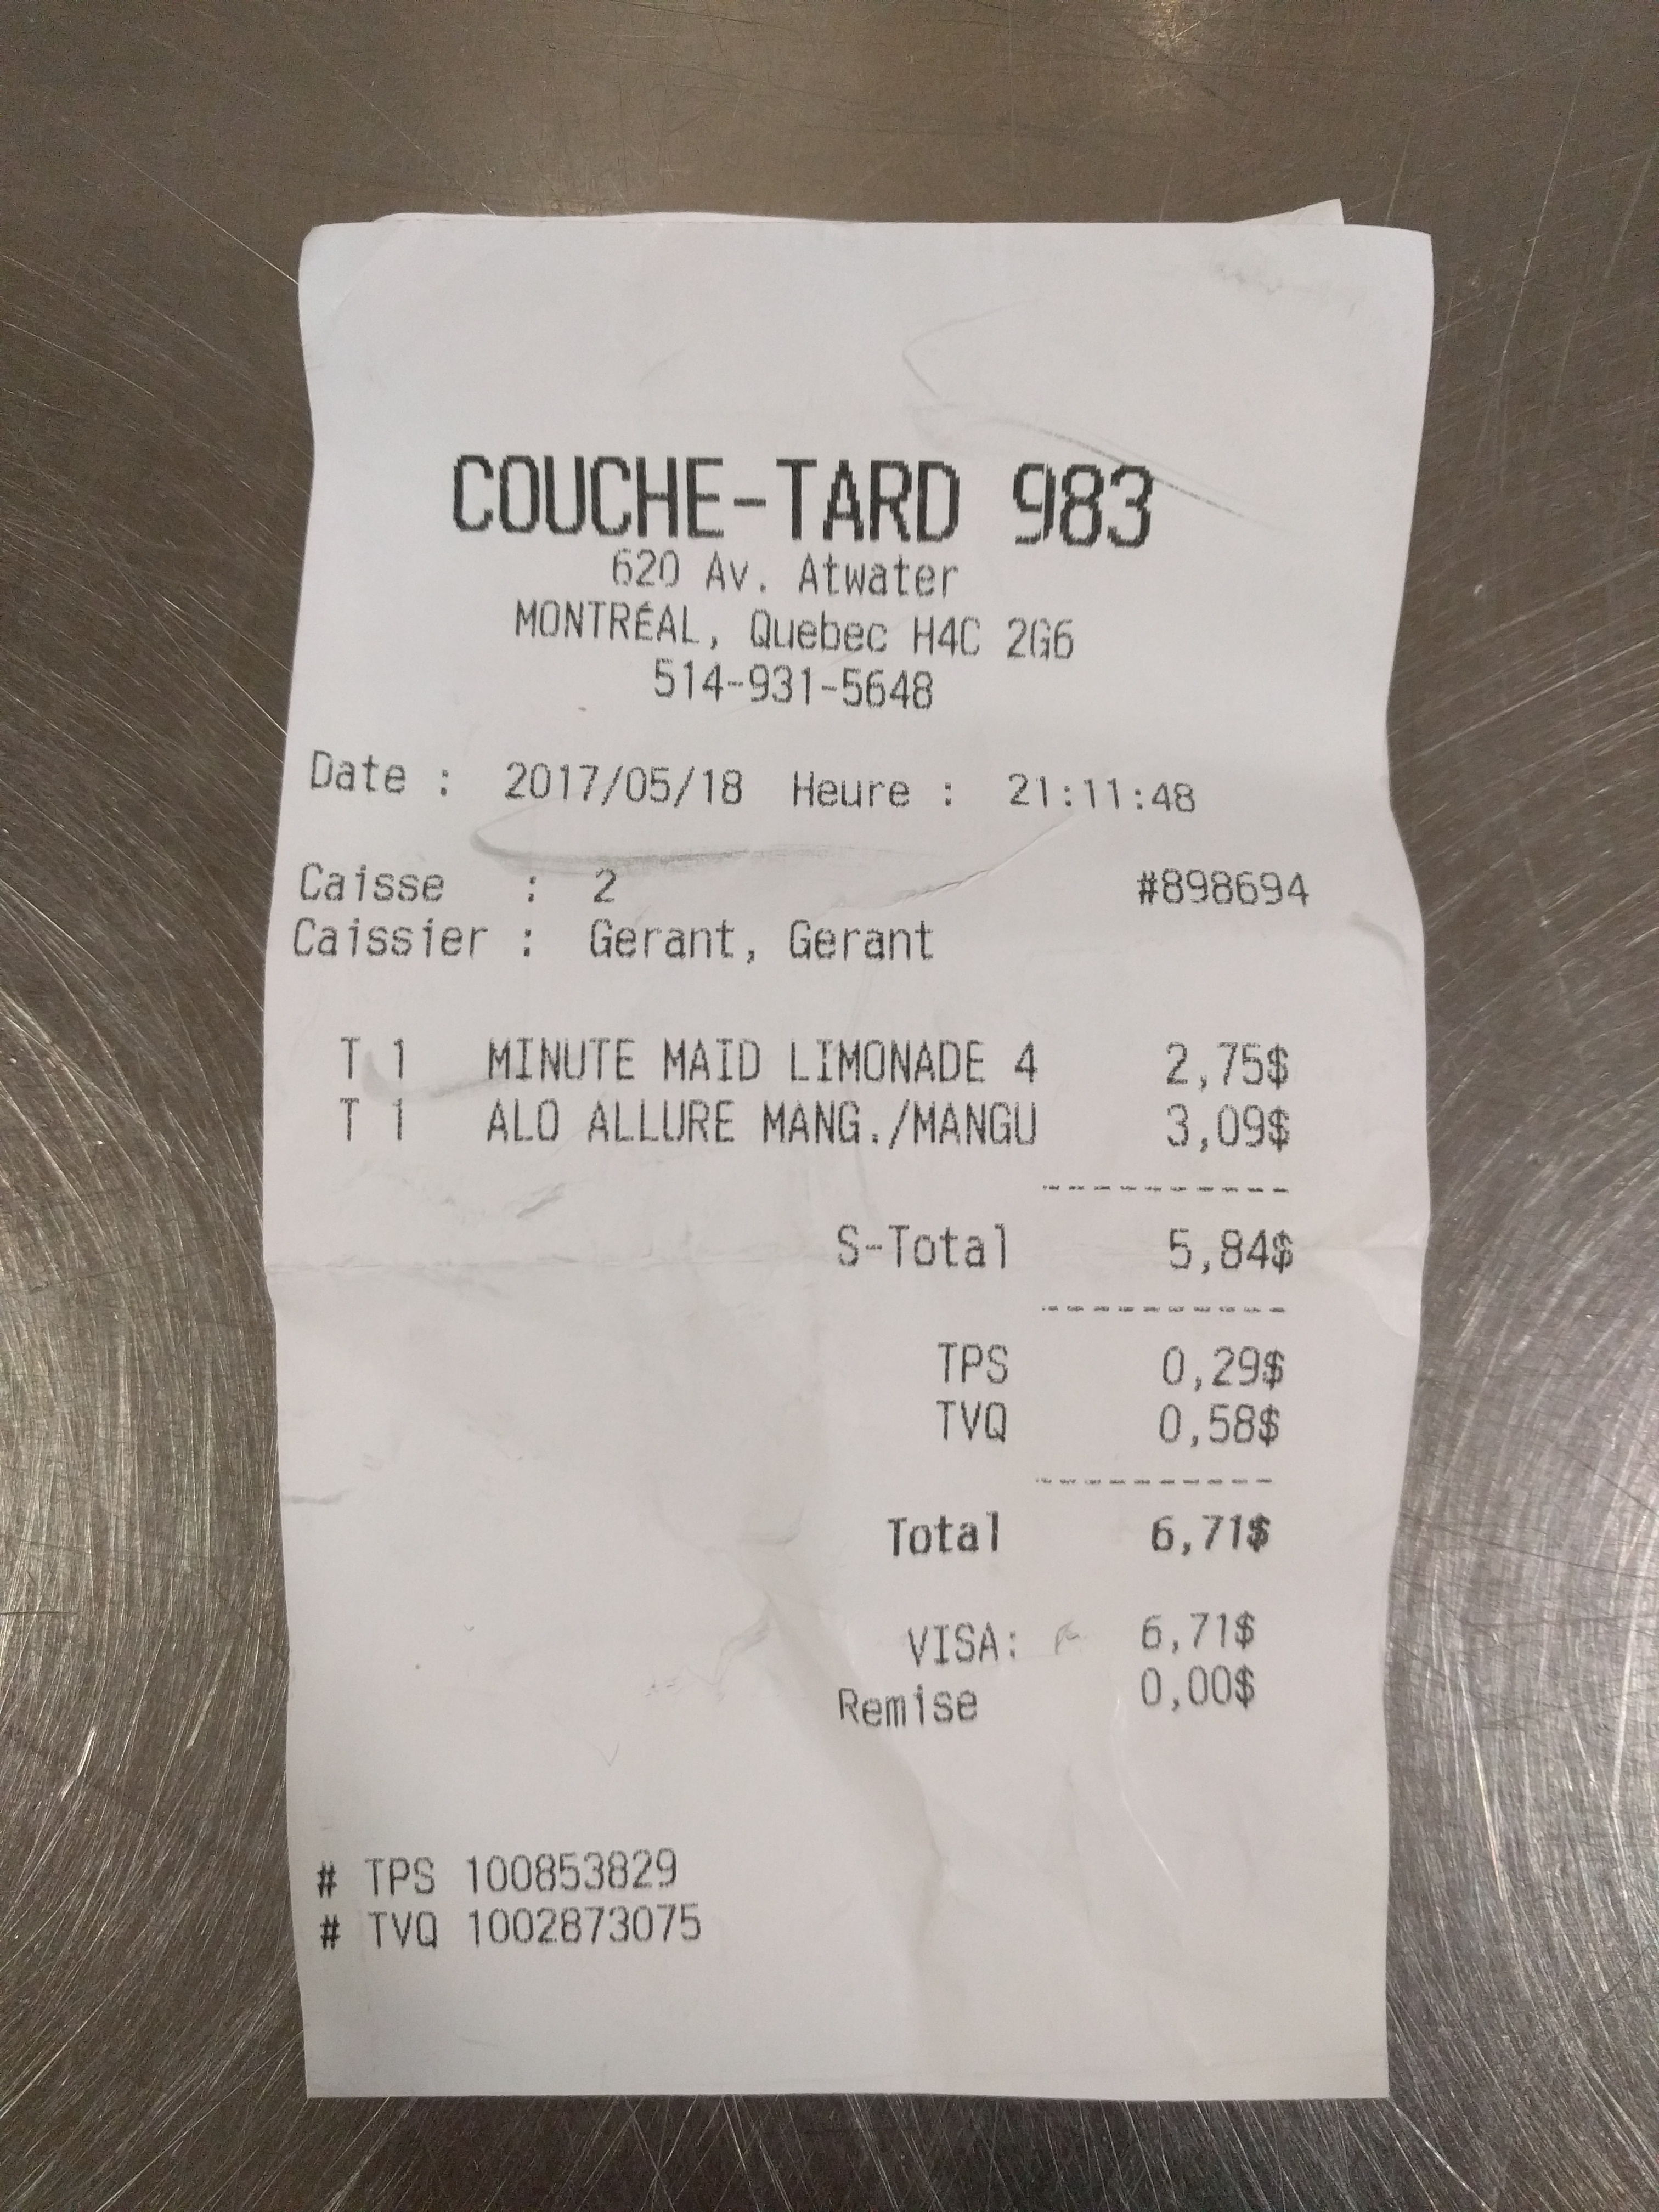 COUCHE-TARD 983
620 Av. Atwater
MONTRÉAL, Quebec H4C 2G6
514-931-5648
Date : 2017/05/18 Heure : 21:11:48
Caisse : 2 #898694
Caissier : Gerant, Gerant
T 1 MINUTE MAID LIMONADE 4 2,75$
T 1 ALO ALLURE MANG./MANGU 3,09$
-----------
S-Total 5,84$
-----------
TPS 0,29$
TVQ 0,58$
-----------
Total 6,71$
VISA: 6,71$
Remise 0,00$
# TPS 100853829
# TVQ 1002873075